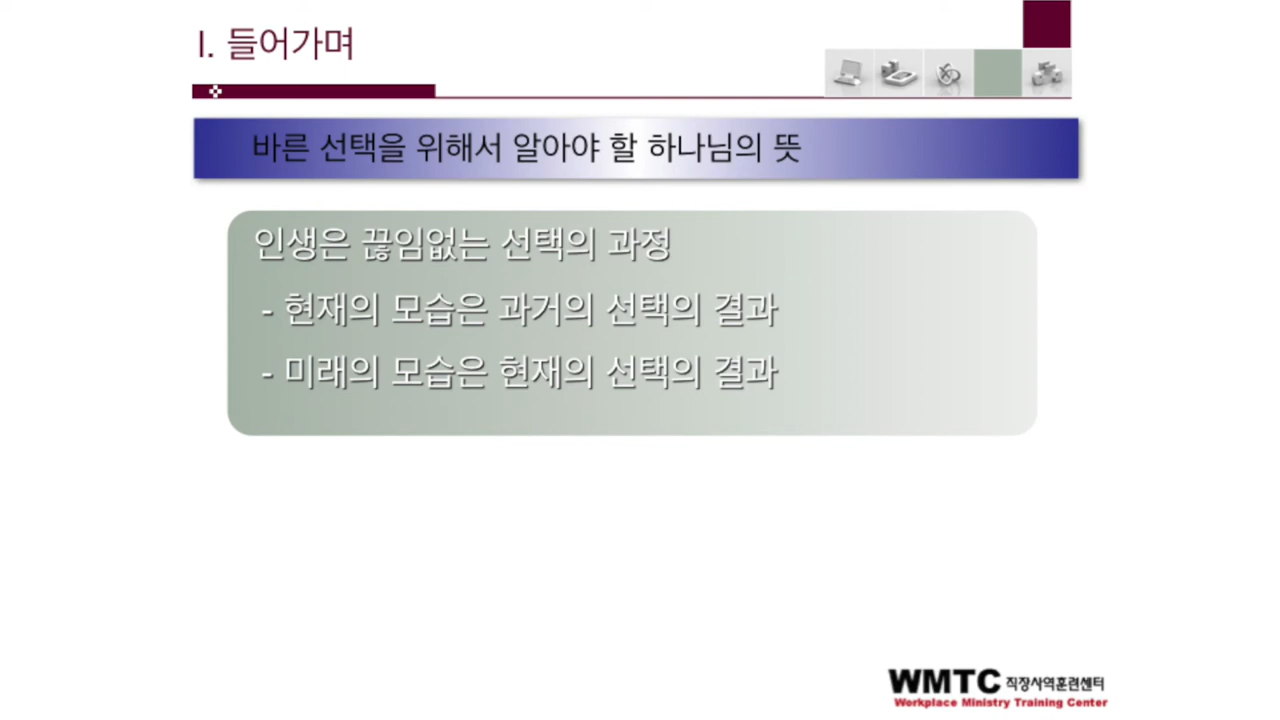 I. 들어가며
바른 선택을 위해서 알아야 할 하나님의 뜻
인생은 끊임없는 선택의 과정
- 현재의 모습은 과거의 선택의 결과
- 미래의 모습은 현재의 선택의 결과
WMTC 직장사역훈련센터
Workplace Ministry Training Center